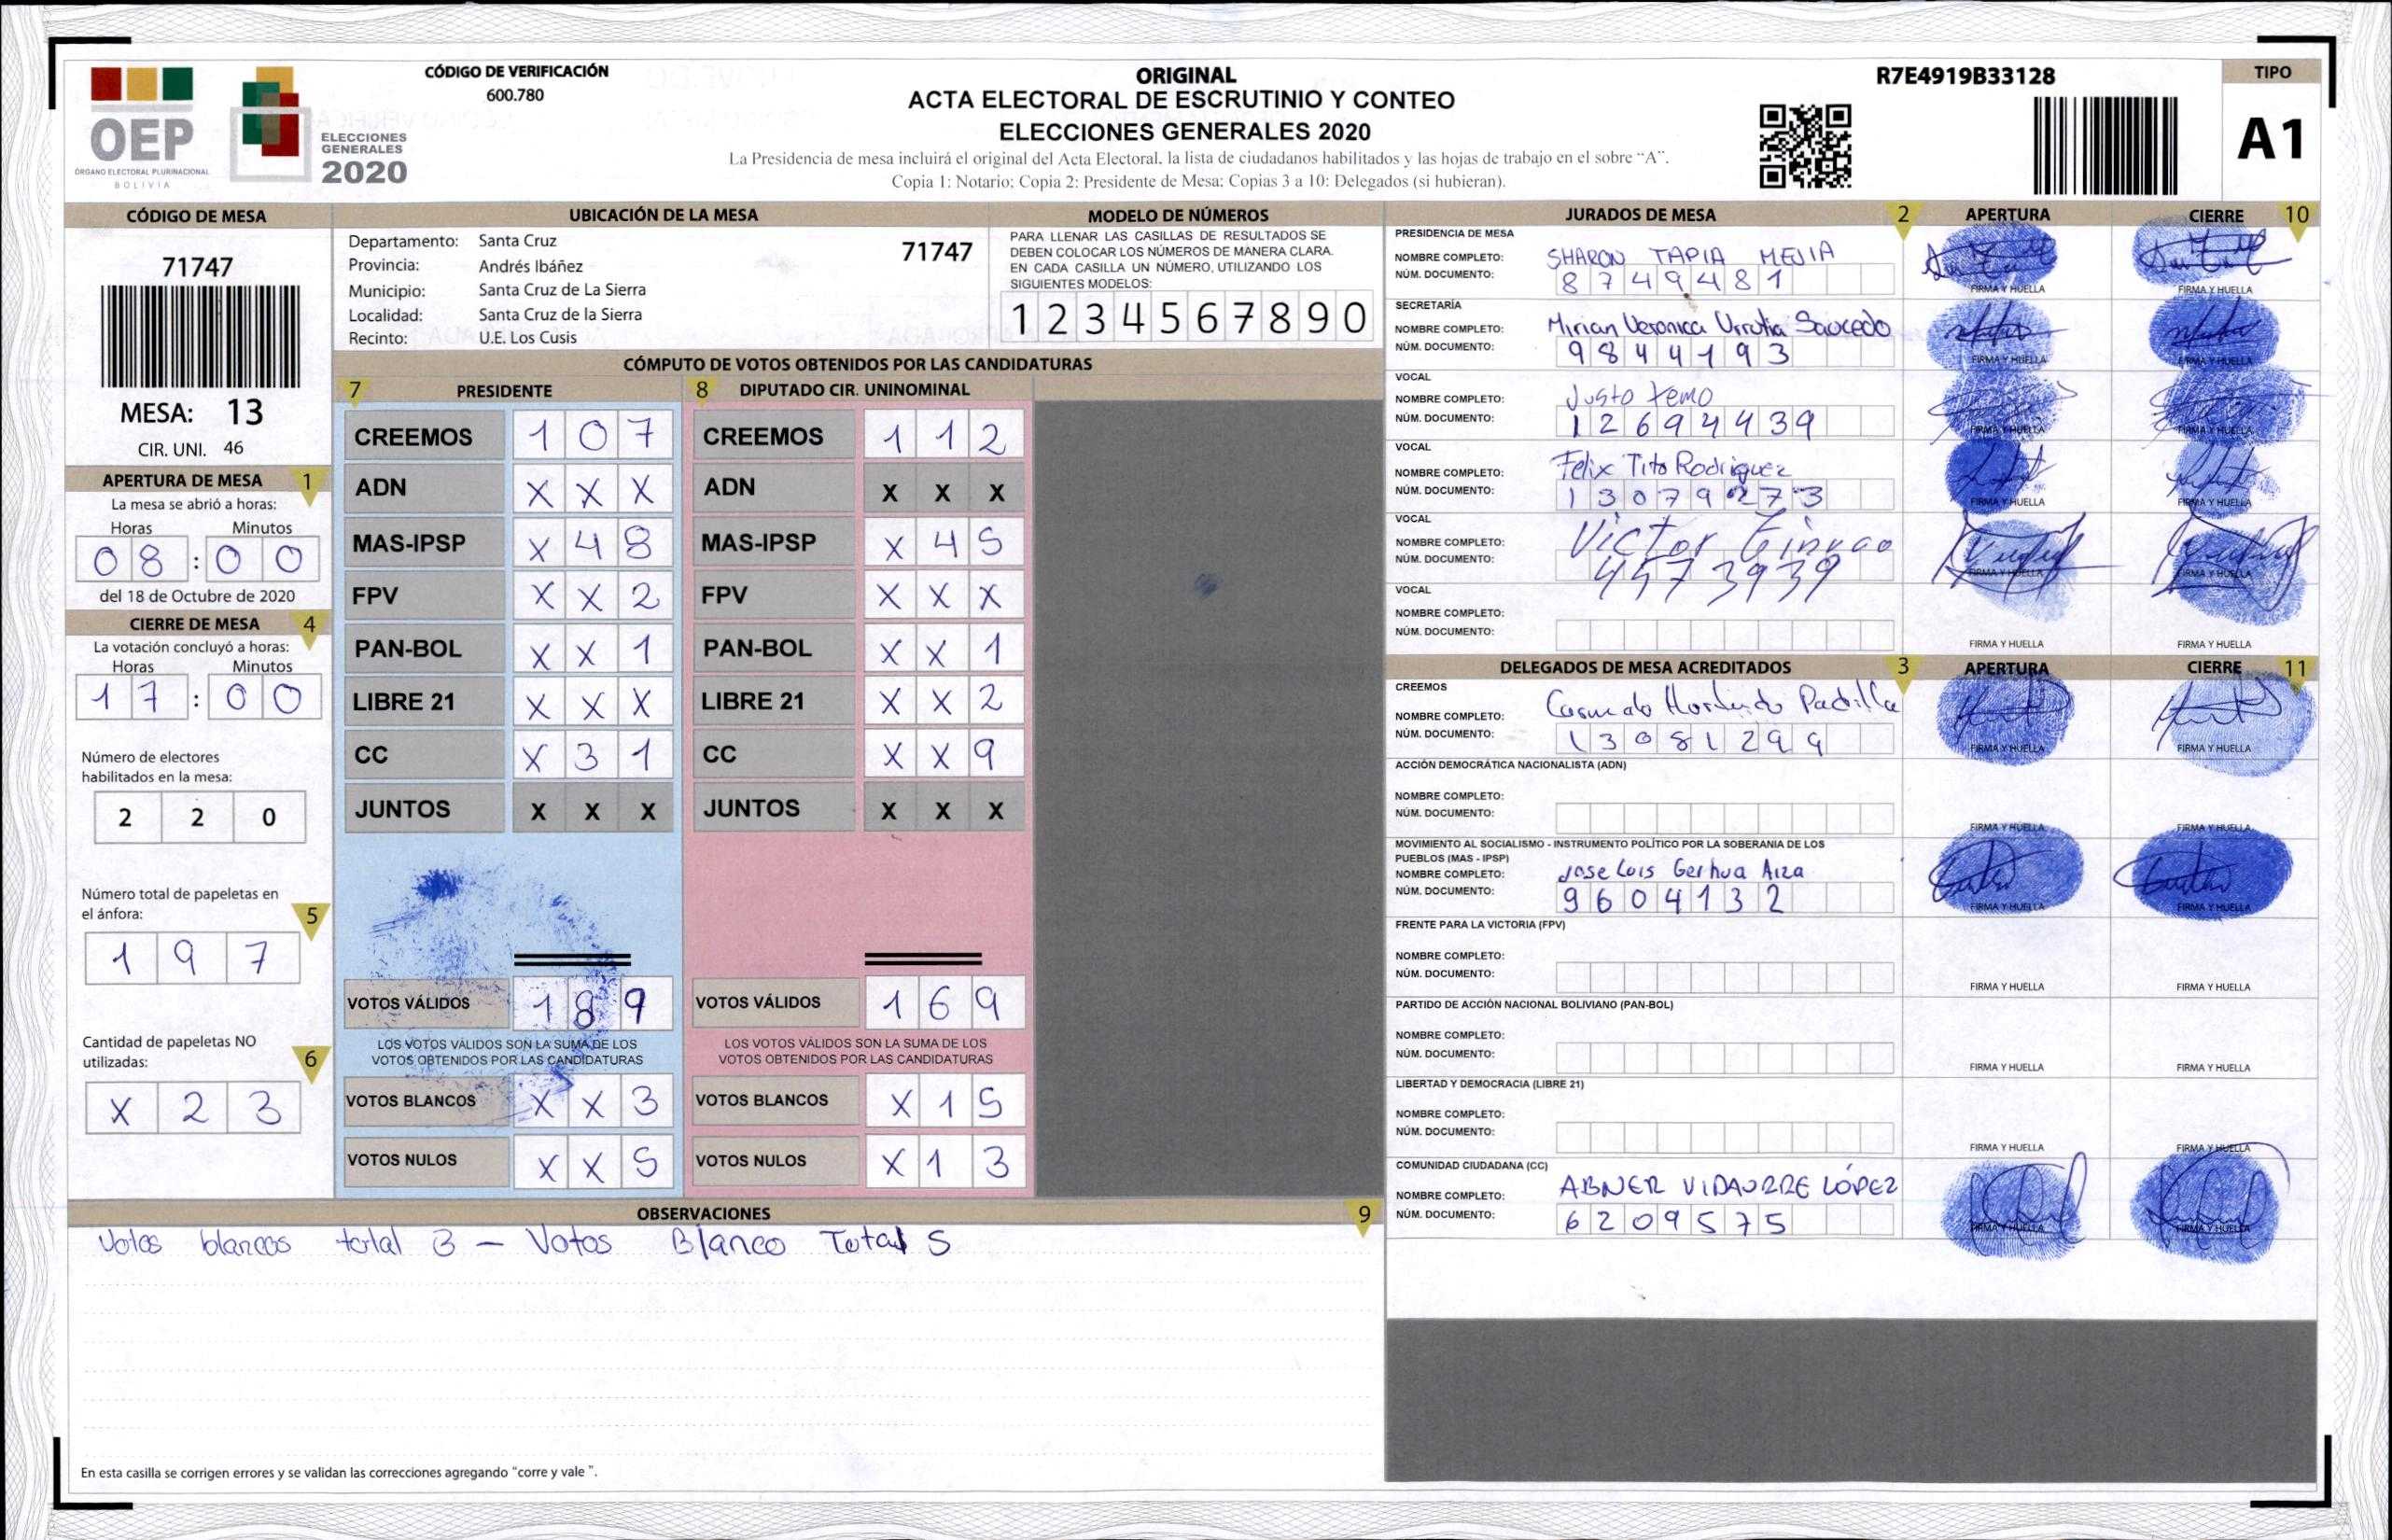 OEP
ÓRGANO ELECTORAL PLURINACIONAL
BOLIVIA
ELECCIONES
GENERALES
2020
CÓDIGO DE VERIFICACIÓN
600.780
ORIGINAL
ACTA ELECTORAL DE ESCRUTINIO Y CONTEO
ELECCIONES GENERALES 2020
La Presidencia de mesa incluirá el original del Acta Electoral, la lista de ciudadanos habilitados y las hojas de trabajo en el sobre "A".
Copia 1: Notario; Copia 2: Presidente de Mesa; Copias 3 a 10: Delegados (si hubieran).
R7E4919B33128
TIPO
A1
CÓDIGO DE MESA
71747
MESA: 13
CIR. UNI. 46
APERTURA DE MESA 1
La mesa se abrió a horas:
Horas Minutos
08 : 00
del 18 de Octubre de 2020
CIERRE DE MESA 4
La votación concluyó a horas:
Horas Minutos
17 : 00
Número de electores
habilitados en la mesa:
2 2 0
Número total de papeletas en
el ánfora: 5
1 9 7
Cantidad de papeletas NO
utilizadas: 6
X 2 3
UBICACIÓN DE LA MESA
Departamento: Santa Cruz 71747
Provincia: Andrés Ibáñez
Municipio: Santa Cruz de La Sierra
Localidad: Santa Cruz de la Sierra
Recinto: U.E. Los Cusis
MODELO DE NÚMEROS
PARA LLENAR LAS CASILLAS DE RESULTADOS SE
DEBEN COLOCAR LOS NÚMEROS DE MANERA CLARA.
EN CADA CASILLA UN NÚMERO, UTILIZANDO LOS
SIGUIENTES MODELOS:
1 2 3 4 5 6 7 8 9 0
CÓMPUTO DE VOTOS OBTENIDOS POR LAS CANDIDATURAS
7 PRESIDENTE
CREEMOS 1 0 7
ADN X X X
MAS-IPSP X 4 8
FPV X X 2
PAN-BOL X X 1
LIBRE 21 X X X
CC X 3 1
JUNTOS X X X
VOTOS VÁLIDOS 1 8 9
LOS VOTOS VÁLIDOS SON LA SUMA DE LOS
VOTOS OBTENIDOS POR LAS CANDIDATURAS
VOTOS BLANCOS X X 3
VOTOS NULOS X X 5
8 DIPUTADO CIR. UNINOMINAL
CREEMOS 1 1 2
ADN X X X
MAS-IPSP X 4 5
FPV X X X
PAN-BOL X X 1
LIBRE 21 X X 2
CC X X 9
JUNTOS X X X
VOTOS VÁLIDOS 1 6 9
LOS VOTOS VÁLIDOS SON LA SUMA DE LOS
VOTOS OBTENIDOS POR LAS CANDIDATURAS
VOTOS BLANCOS X 1 5
VOTOS NULOS X 1 3
OBSERVACIONES 9
Votos blancos total 3 – Votos Blanco Total 5
En esta casilla se corrigen errores y se validan las correcciones agregando "corre y vale ".
JURADOS DE MESA 2 APERTURA CIERRE 10
PRESIDENCIA DE MESA
NOMBRE COMPLETO: SHARON TAPIA MEJIA
NÚM. DOCUMENTO: 8749481
FIRMA Y HUELLA FIRMA Y HUELLA
SECRETARÍA
NOMBRE COMPLETO: Mirian Veronica Urrutia Saucedo
NÚM. DOCUMENTO: 9844193
FIRMA Y HUELLA FIRMA Y HUELLA
VOCAL
NOMBRE COMPLETO: Justo
NÚM. DOCUMENTO: 12694439
FIRMA Y HUELLA FIRMA Y HUELLA
VOCAL
NOMBRE COMPLETO: Felix Tito Rodriguez
NÚM. DOCUMENTO: 13079273
FIRMA Y HUELLA FIRMA Y HUELLA
VOCAL
NOMBRE COMPLETO: Victor
NÚM. DOCUMENTO: 4573939
FIRMA Y HUELLA FIRMA Y HUELLA
VOCAL
NOMBRE COMPLETO:
NÚM. DOCUMENTO:
FIRMA Y HUELLA FIRMA Y HUELLA
DELEGADOS DE MESA ACREDITADOS 3 APERTURA CIERRE 11
CREEMOS
NOMBRE COMPLETO: Padilla
NÚM. DOCUMENTO: 13081299
FIRMA Y HUELLA FIRMA Y HUELLA
ACCIÓN DEMOCRÁTICA NACIONALISTA (ADN)
NOMBRE COMPLETO:
NÚM. DOCUMENTO:
FIRMA Y HUELLA FIRMA Y HUELLA
MOVIMIENTO AL SOCIALISMO - INSTRUMENTO POLÍTICO POR LA SOBERANIA DE LOS
PUEBLOS (MAS - IPSP)
NOMBRE COMPLETO: Jose Luis Gerhua Aiza
NÚM. DOCUMENTO: 9604132
FIRMA Y HUELLA FIRMA Y HUELLA
FRENTE PARA LA VICTORIA (FPV)
NOMBRE COMPLETO:
NÚM. DOCUMENTO:
FIRMA Y HUELLA FIRMA Y HUELLA
PARTIDO DE ACCIÓN NACIONAL BOLIVIANO (PAN-BOL)
NOMBRE COMPLETO:
NÚM. DOCUMENTO:
FIRMA Y HUELLA FIRMA Y HUELLA
LIBERTAD Y DEMOCRACIA (LIBRE 21)
NOMBRE COMPLETO:
NÚM. DOCUMENTO:
FIRMA Y HUELLA FIRMA Y HUELLA
COMUNIDAD CIUDADANA (CC)
NOMBRE COMPLETO: ABNER VIDAURRE LÓPEZ
NÚM. DOCUMENTO: 6209575
FIRMA Y HUELLA FIRMA Y HUELLA